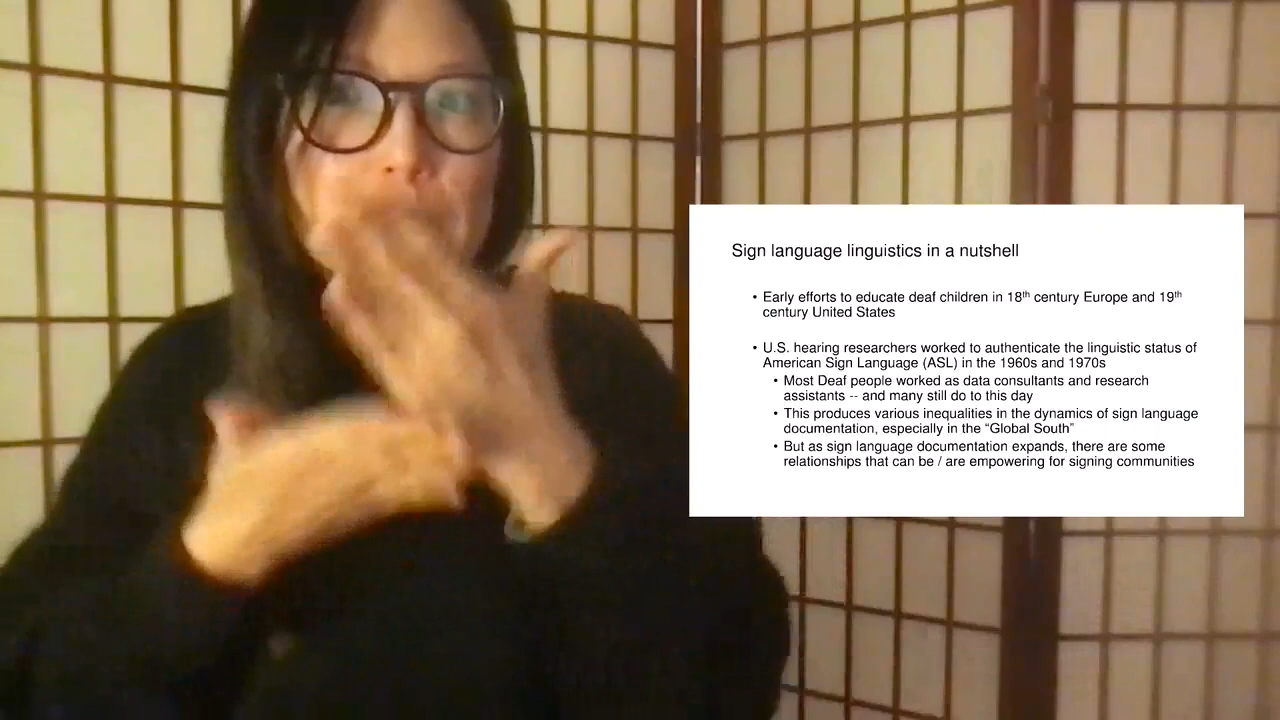 Sign language linguistics in a nutshell
• Early efforts to educate deaf children in 18th century Europe and 19th
century United States
• U.S. hearing researchers worked to authenticate the linguistic status of
American Sign Language (ASL) in the 1960s and 1970s
• Most Deaf people worked as data consultants and research
assistants -- and many still do to this day
• This produces various inequalities in the dynamics of sign language
documentation, especially in the “Global South”
• But as sign language documentation expands, there are some
relationships that can be / are empowering for signing communities